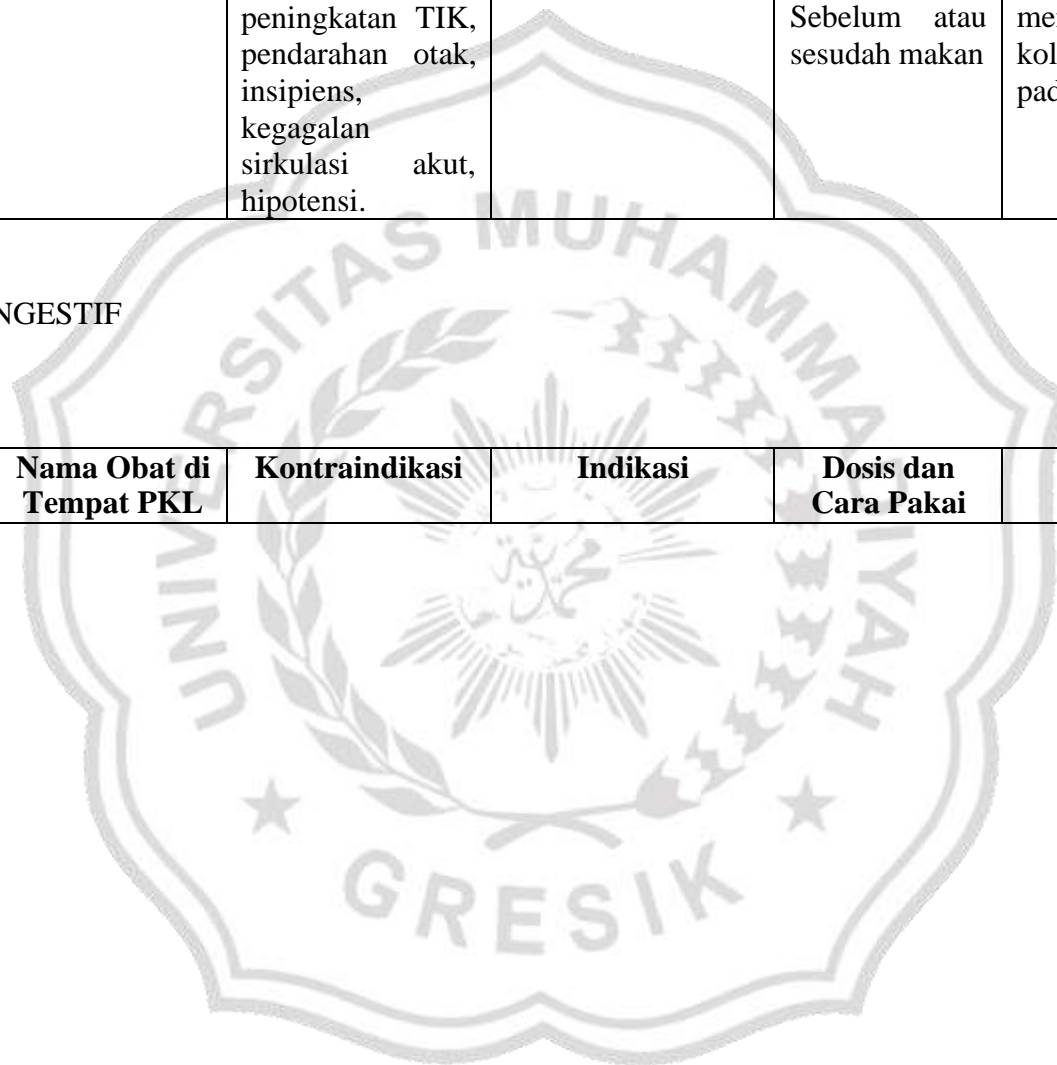 peningkatan TIK,
pendarahan otak,
insipiens,
kegagalan
sirkulasi akut,
hipotensi.
Sebelum atau
sesudah makan
NGESTIF
Nama Obat di
Tempat PKL
Kontraindikasi
Indikasi
Dosis dan
Cara Pakai
UNIVERSITAS MUHAMMADIYAH
GRESIK